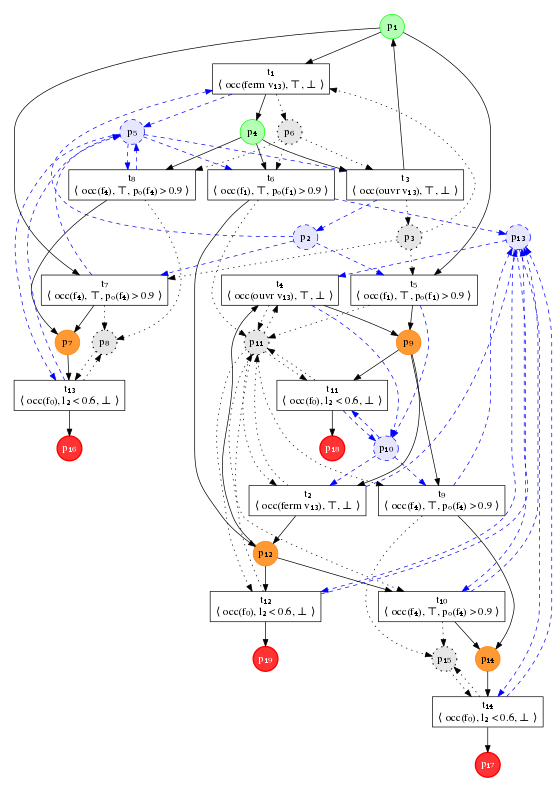 p₁
t₁
⟨ occ(ferm v₁₃), ⊤, ⊥ ⟩
p₅
p₄
p₆
t₈
⟨ occ(f₄), ⊤, p₀(f₄) > 0.9 ⟩
t₆
⟨ occ(f₁), ⊤, p₀(f₁) > 0.9 ⟩
t₃
⟨ occ(ouvr v₁₃), ⊤, ⊥ ⟩
p₂
p₃
p₁₃
t₇
⟨ occ(f₄), ⊤, p₀(f₄) > 0.9 ⟩
t₄
⟨ occ(ouvr v₁₃), ⊤, ⊥ ⟩
t₅
⟨ occ(f₁), ⊤, p₀(f₁) > 0.9 ⟩
p₇
p₈
p₁₁
p₉
t₁₃
⟨ occ(f₀), l₂ < 0.6, ⊥ ⟩
t₁₁
⟨ occ(f₀), l₂ < 0.6, ⊥ ⟩
p₁₆
p₁₈
p₁₀
t₂
⟨ occ(ferm v₁₃), ⊤, ⊥ ⟩
t₉
⟨ occ(f₄), ⊤, p₀(f₄) > 0.9 ⟩
p₁₂
t₁₂
⟨ occ(f₀), l₂ < 0.6, ⊥ ⟩
t₁₀
⟨ occ(f₄), ⊤, p₀(f₄) > 0.9 ⟩
p₁₉
p₁₅
p₁₄
t₁₄
⟨ occ(f₀), l₂ < 0.6, ⊥ ⟩
p₁₇